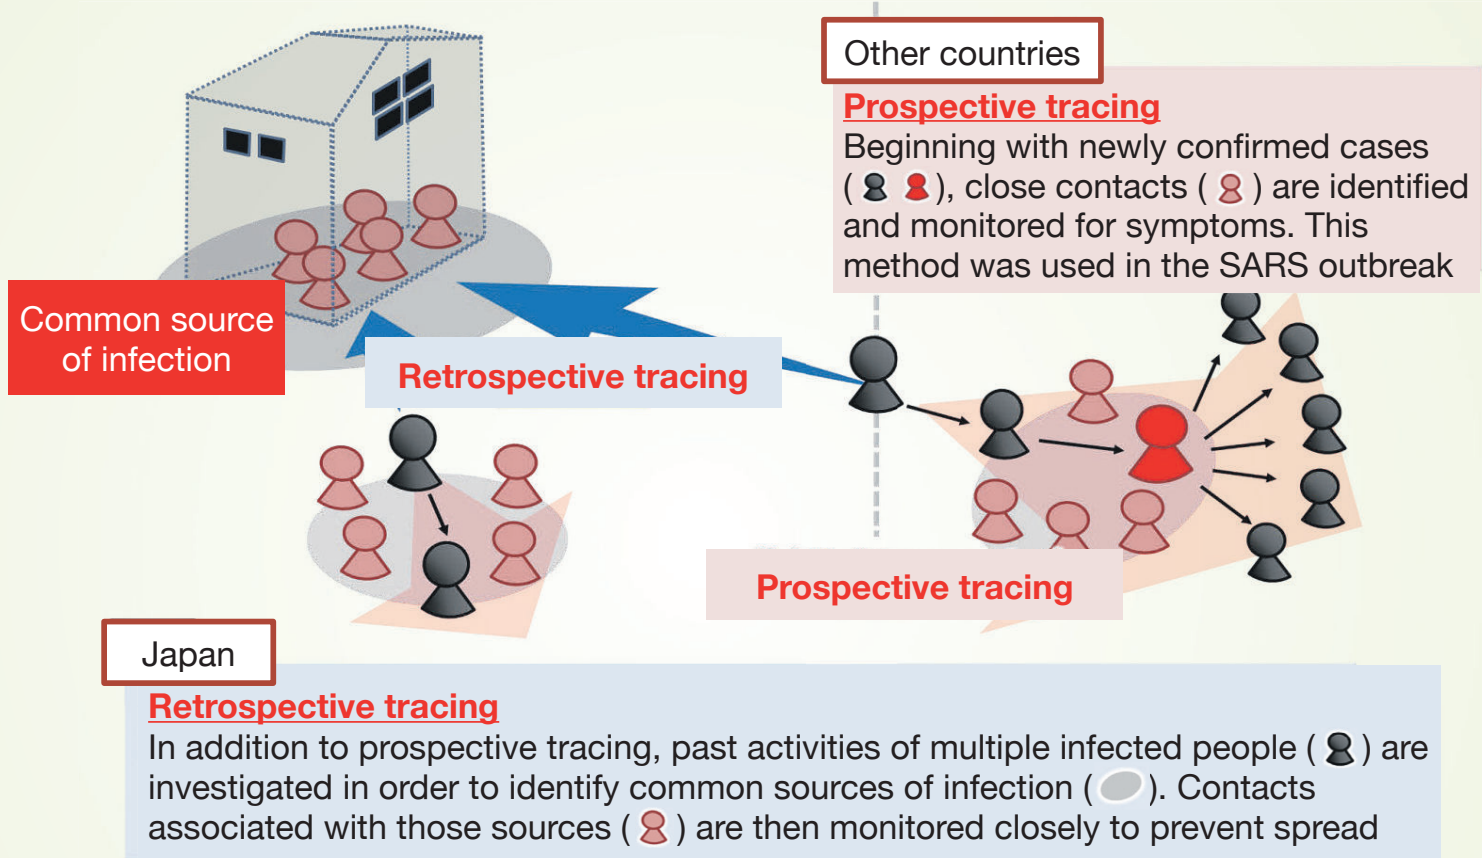 Other countries
Prospective tracing
Beginning with newly confirmed cases
( ), close contacts ( ) are identified
and monitored for symptoms. This
method was used in the SARS outbreak
Common source
of infection
Retrospective tracing
Prospective tracing
Japan
Retrospective tracing
In addition to prospective tracing, past activities of multiple infected people ( ) are
investigated in order to identify common sources of infection ( ). Contacts
associated with those sources ( ) are then monitored closely to prevent spread